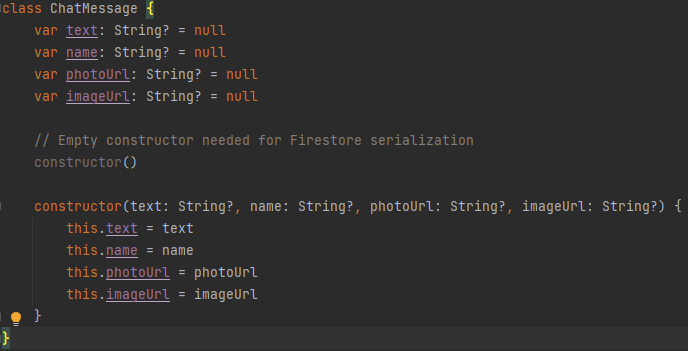 class ChatMessage {
var text: String? = null
var name: String? = null
var photoUrl: String? = null
var imageUrl: String? = null
// Empty constructor needed for Firestore serialization
constructor()
constructor(text: String?, name: String?, photoUrl: String?, imageUrl: String?) {
this.text = text
this.name = name
this.photoUrl = photoUrl
this.imageUrl = imageUrl
}
}